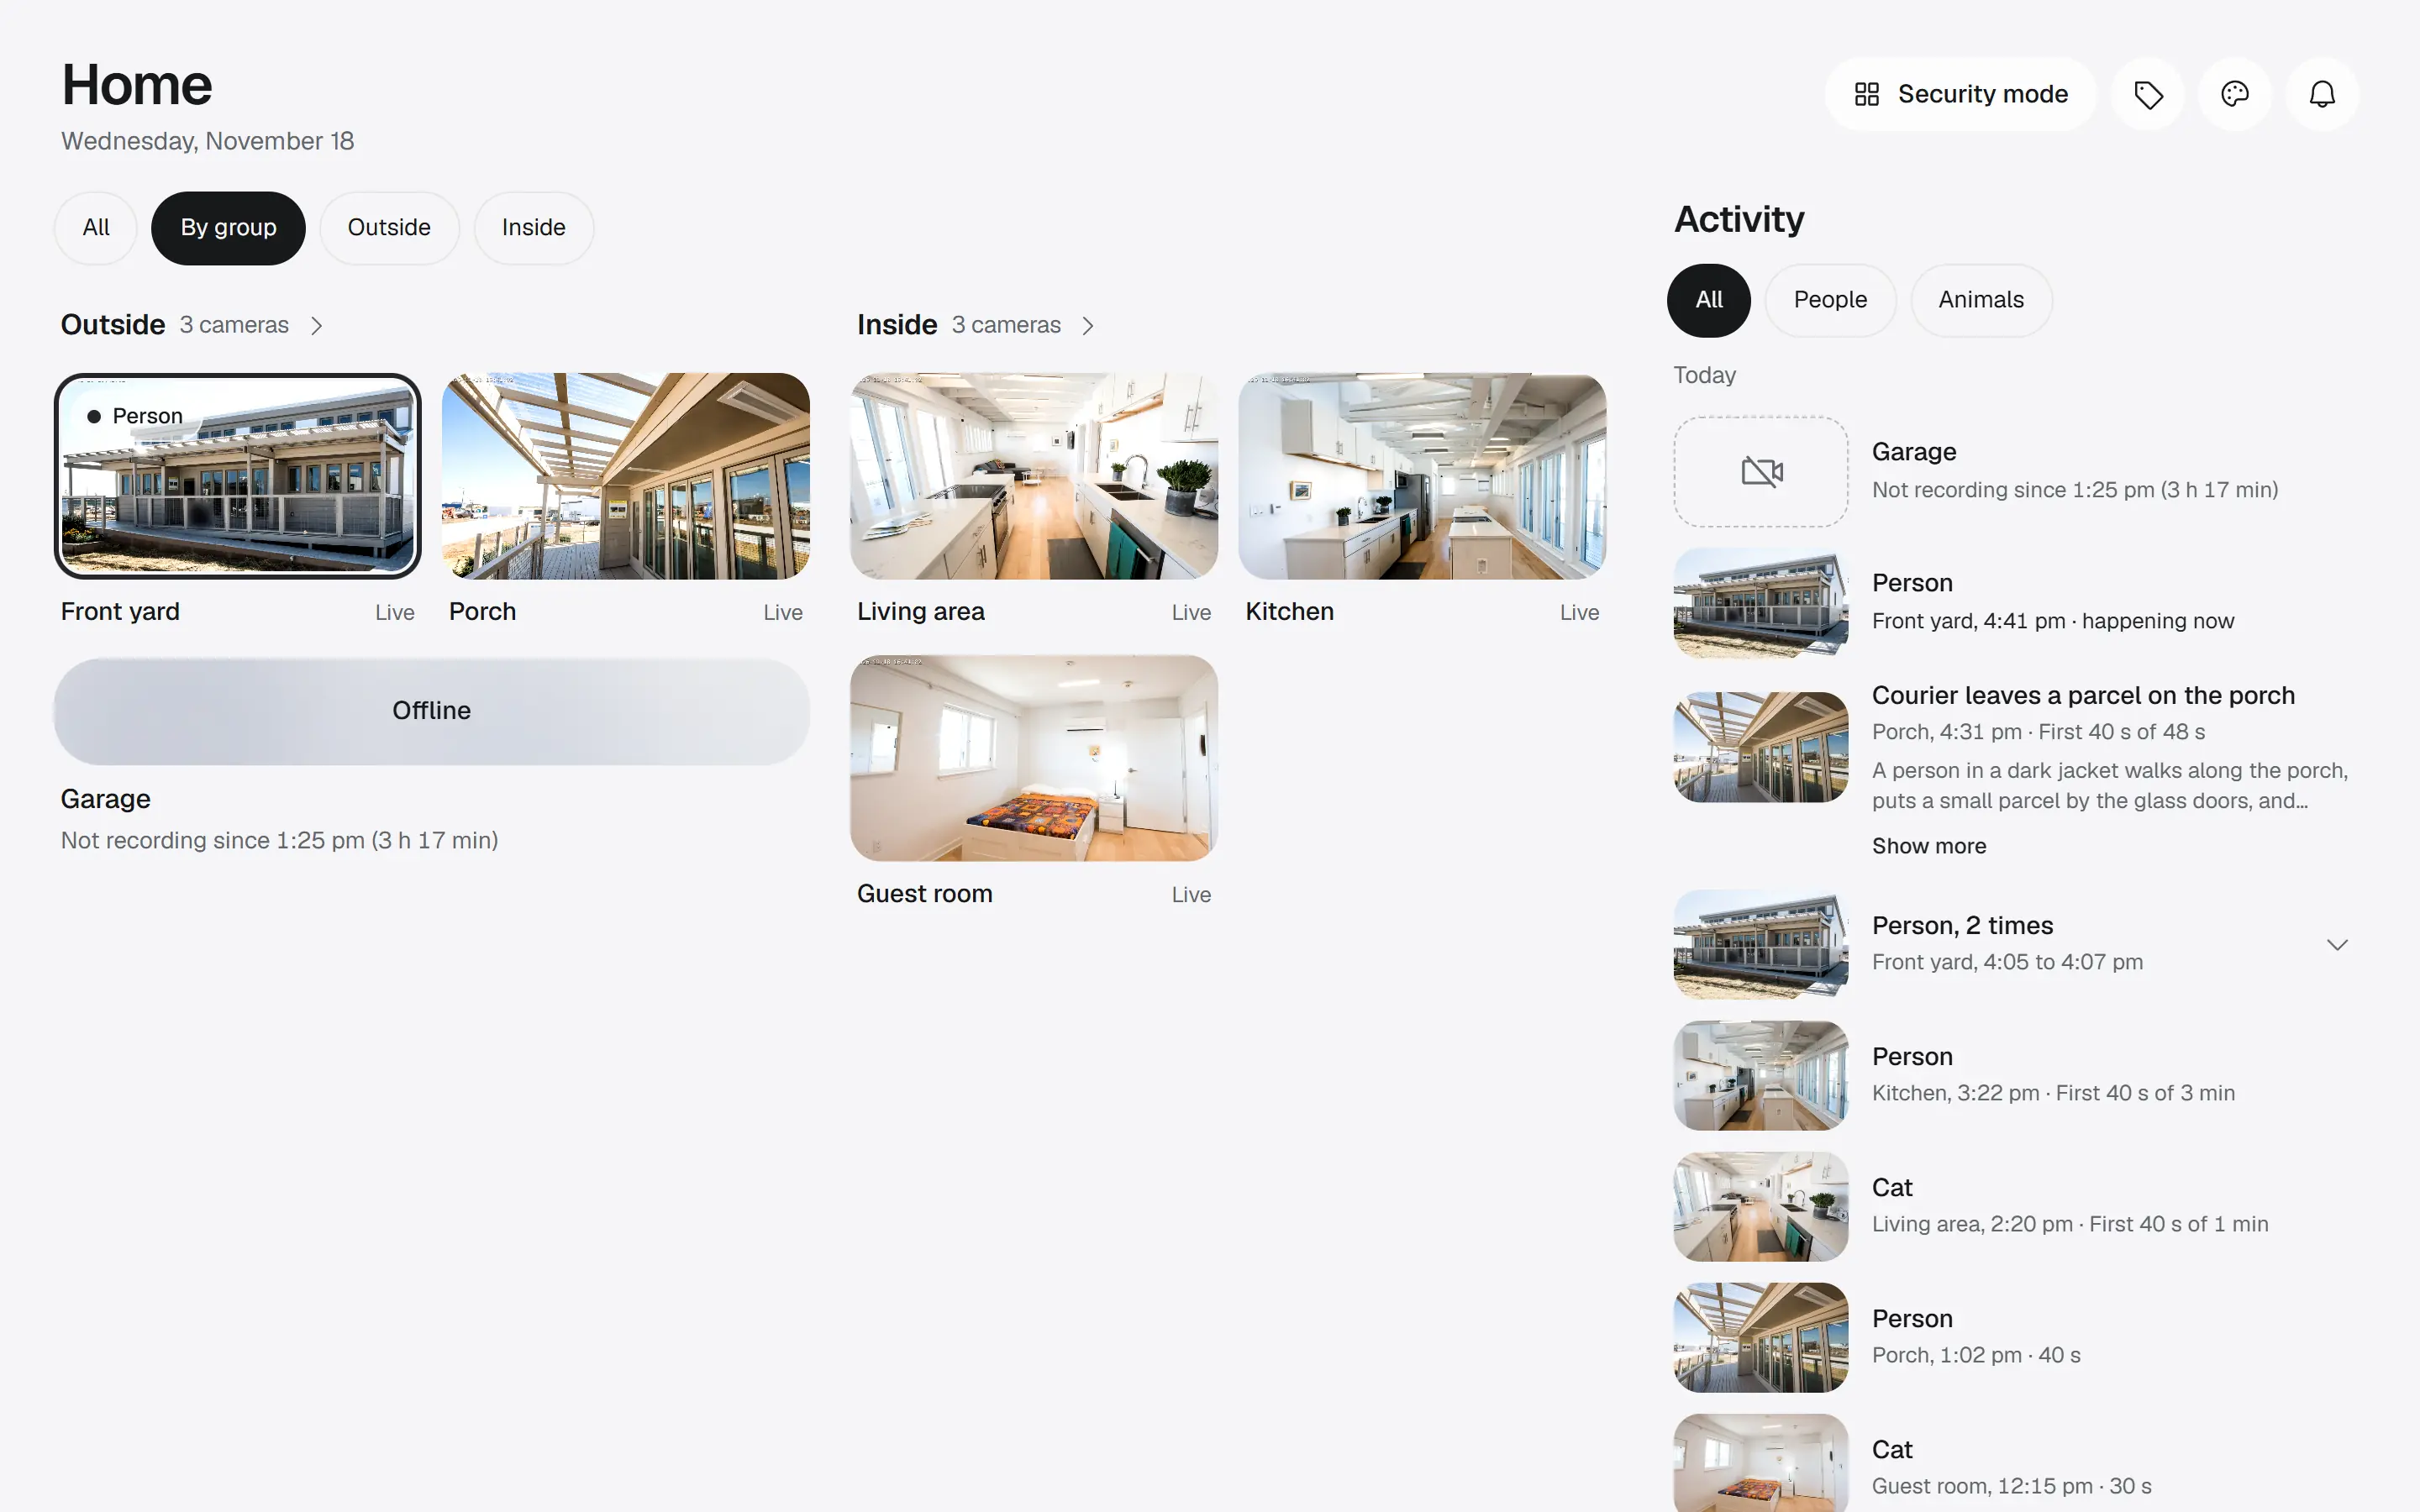 Home
Wednesday, November 18
Security mode
All
By group
Outside
Inside
Outside 3 cameras
Person
Front yard Live
Porch Live
Offline
Garage
Not recording since 1:25 pm (3 h 17 min)
Inside 3 cameras
Living area Live
Kitchen Live
Guest room Live
Activity
All
People
Animals
Today
Garage
Not recording since 1:25 pm (3 h 17 min)
Person
Front yard, 4:41 pm · happening now
Courier leaves a parcel on the porch
Porch, 4:31 pm · First 40 s of 48 s
A person in a dark jacket walks along the porch,
puts a small parcel by the glass doors, and…
Show more
Person, 2 times
Front yard, 4:05 to 4:07 pm
Person
Kitchen, 3:22 pm · First 40 s of 3 min
Cat
Living area, 2:20 pm · First 40 s of 1 min
Person
Porch, 1:02 pm · 40 s
Cat
Guest room, 12:15 pm · 30 s